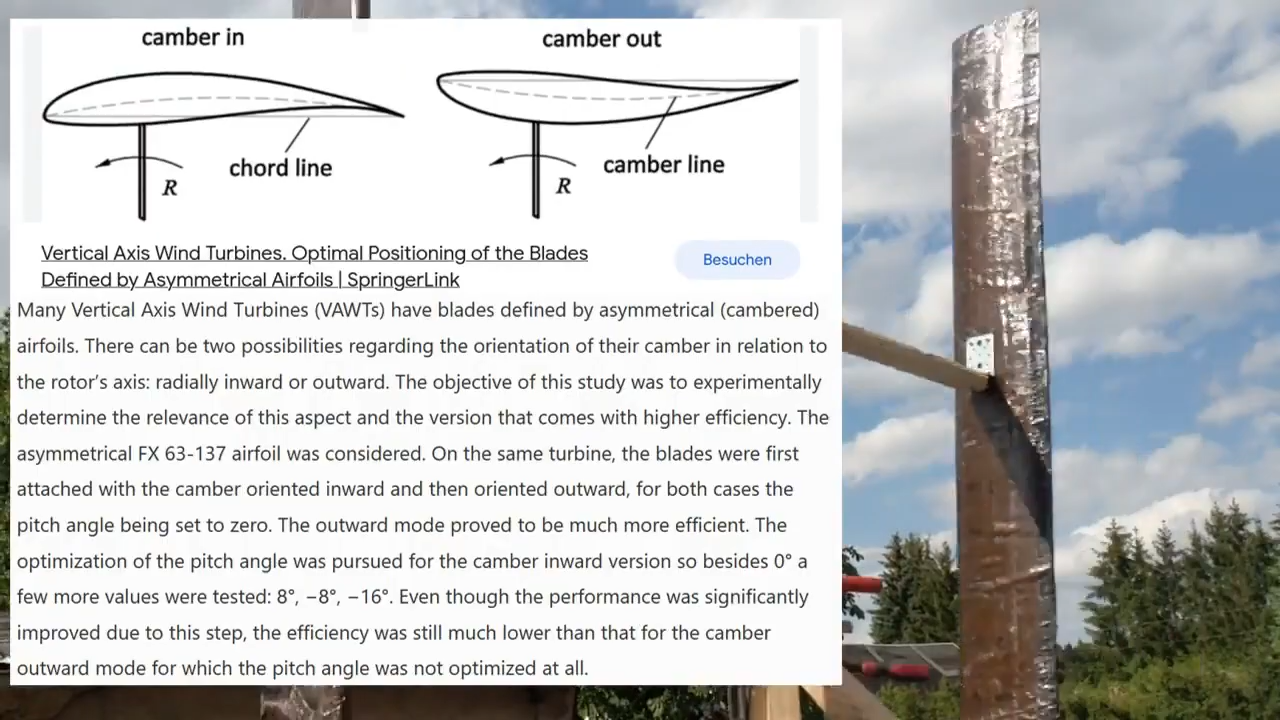 camber in
camber out
chord line
camber line
R
R
Vertical Axis Wind Turbines. Optimal Positioning of the Blades
Defined by Asymmetrical Airfoils | SpringerLink
Besuchen
Many Vertical Axis Wind Turbines (VAWTs) have blades defined by asymmetrical (cambered)
airfoils. There can be two possibilities regarding the orientation of their camber in relation to
the rotor’s axis: radially inward or outward. The objective of this study was to experimentally
determine the relevance of this aspect and the version that comes with higher efficiency. The
asymmetrical FX 63-137 airfoil was considered. On the same turbine, the blades were first
attached with the camber oriented inward and then oriented outward, for both cases the
pitch angle being set to zero. The outward mode proved to be much more efficient. The
optimization of the pitch angle was pursued for the camber inward version so besides 0° a
few more values were tested: 8°, −8°, −16°. Even though the performance was significantly
improved due to this step, the efficiency was still much lower than that for the camber
outward mode for which the pitch angle was not optimized at all.